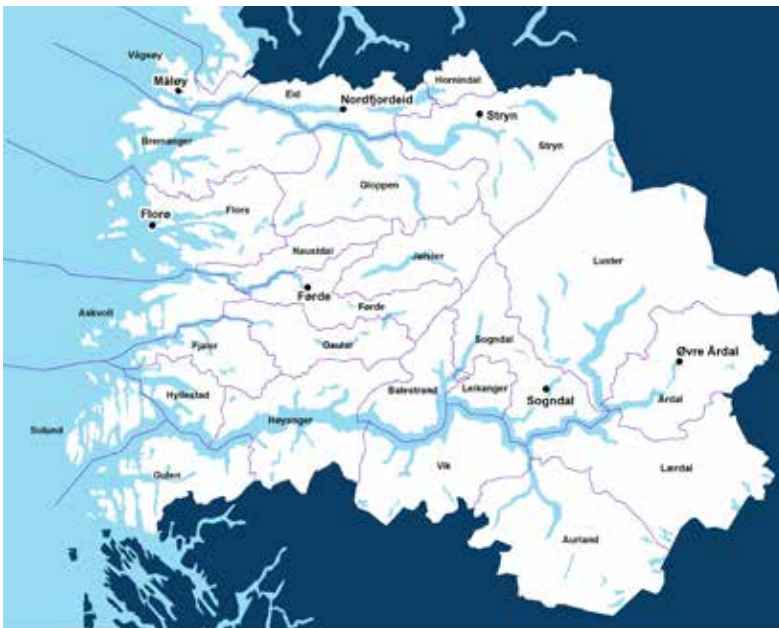 Vågsøy
Måløy
Hornindal
Eid
Nordfjordeid
Stryn
Bremanger
Stryn
Gloppen
Florø
Flora
Naustdal
Jølster
Luster
Førde
Askvoll
Førde
Sogndal
Fjaler
Gaular
Øvre Årdal
Hyllestad
Balestrand
Leikanger
Sogndal
Årdal
Solund
Høyanger
Vik
Lærdal
Gulen
Aurland